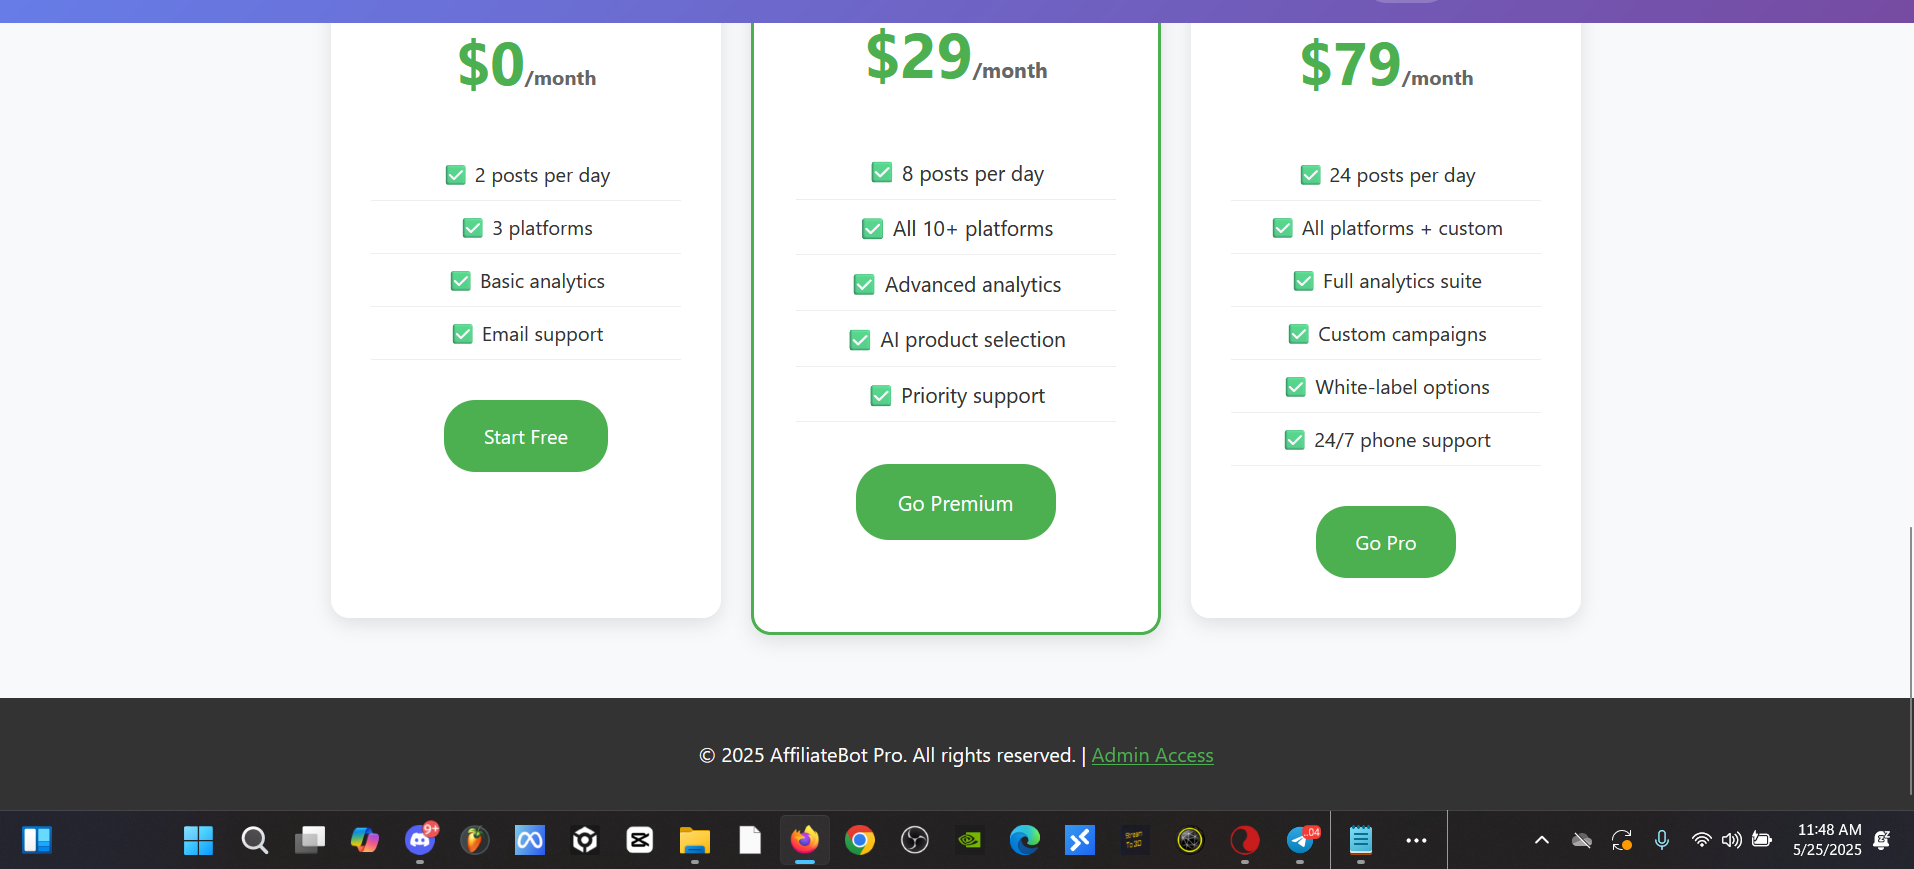 $0/month
2 posts per day
3 platforms
Basic analytics
Email support
Start Free
$29/month
8 posts per day
All 10+ platforms
Advanced analytics
AI product selection
Priority support
Go Premium
$79/month
24 posts per day
All platforms + custom
Full analytics suite
Custom campaigns
White-label options
24/7 phone support
Go Pro
© 2025 AffiliateBot Pro. All rights reserved. | Admin Access
9+
Stream
..04
11:48 AM
5/25/2025